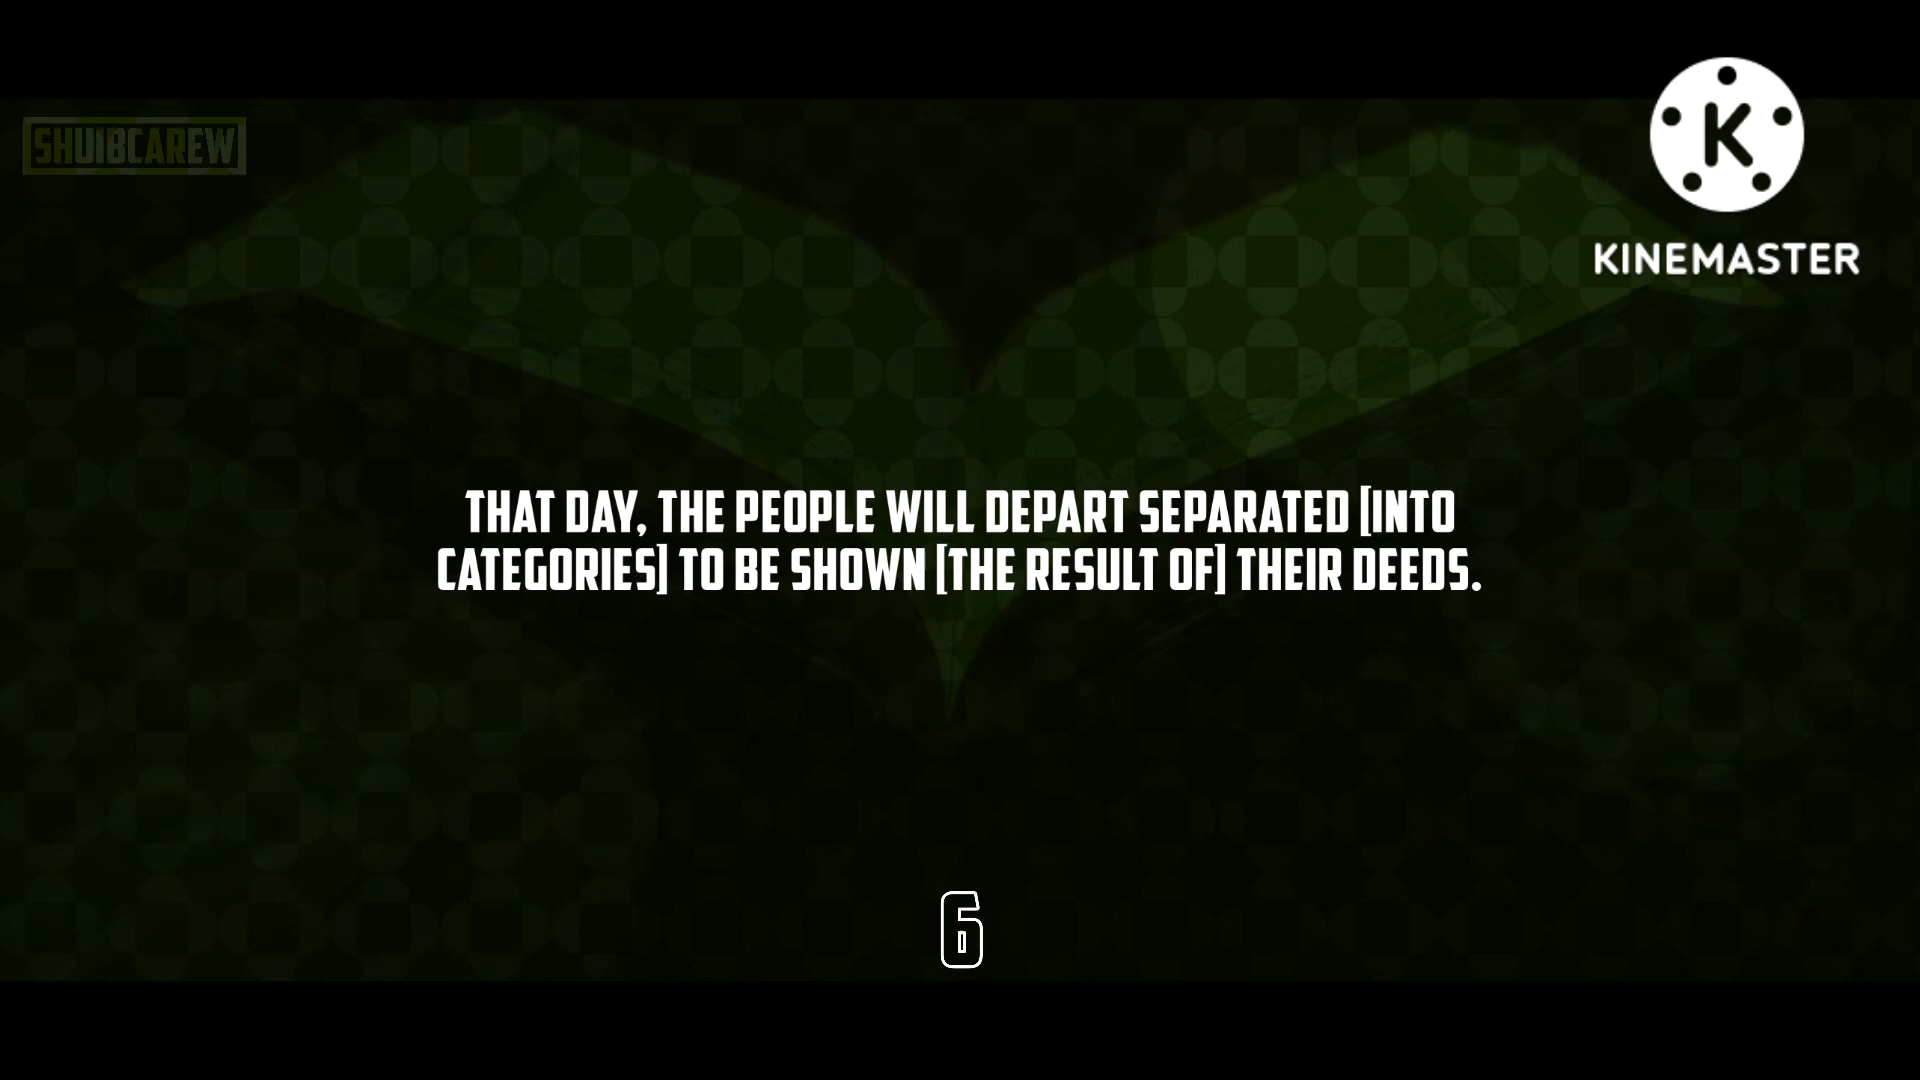 SHUIBCAREW
K
KINEMASTER
THAT DAY, THE PEOPLE WILL DEPART SEPARATED [INTO
CATEGORIES] TO BE SHOWN [THE RESULT OF] THEIR DEEDS.
6